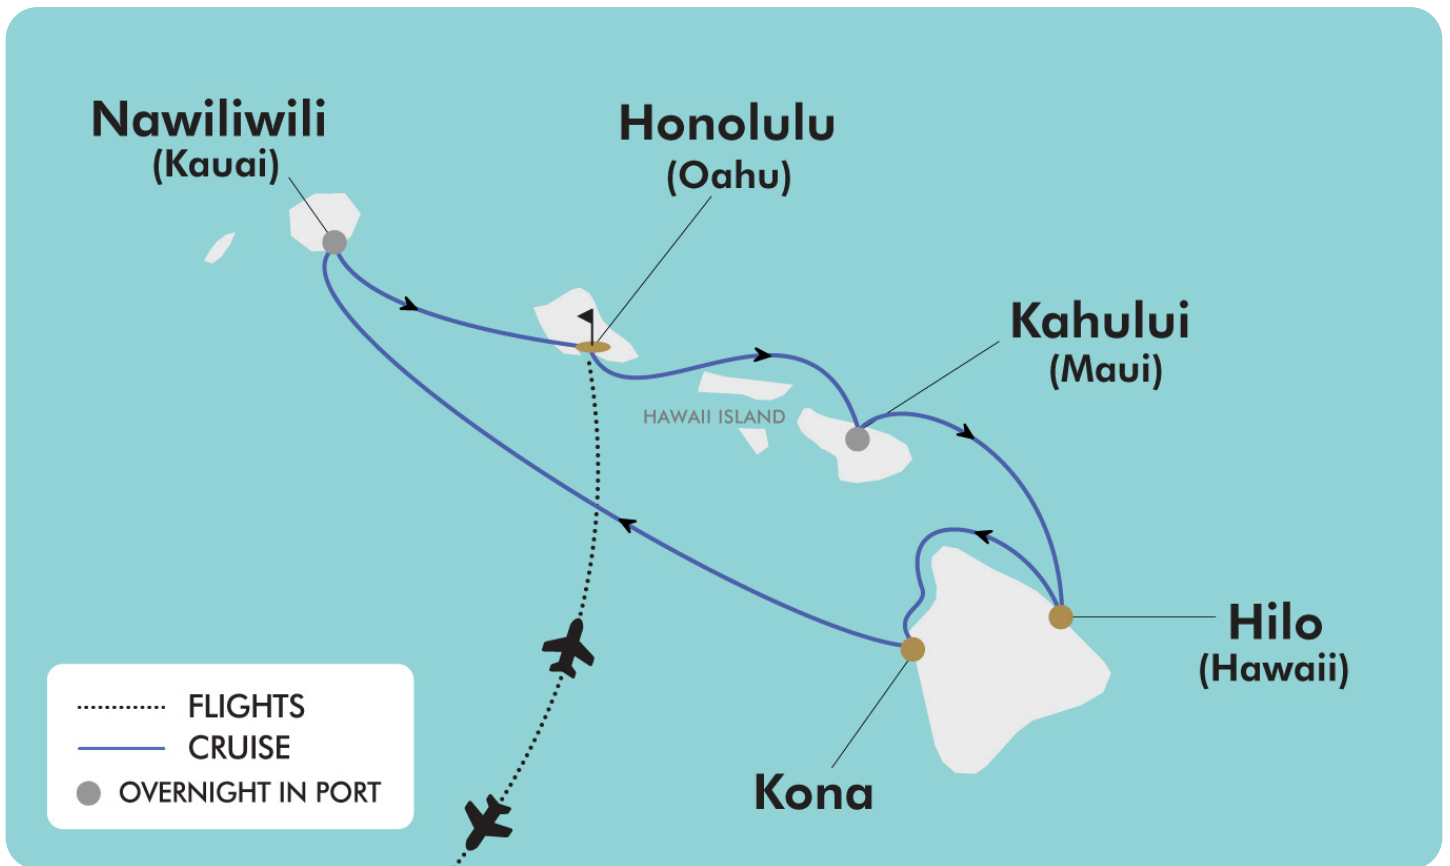 Nawiliwili
(Kauai)
Honolulu
(Oahu)
Kahului
(Maui)
HAWAII ISLAND
Hilo
(Hawaii)
Kona
FLIGHTS
CRUISE
OVERNIGHT IN PORT